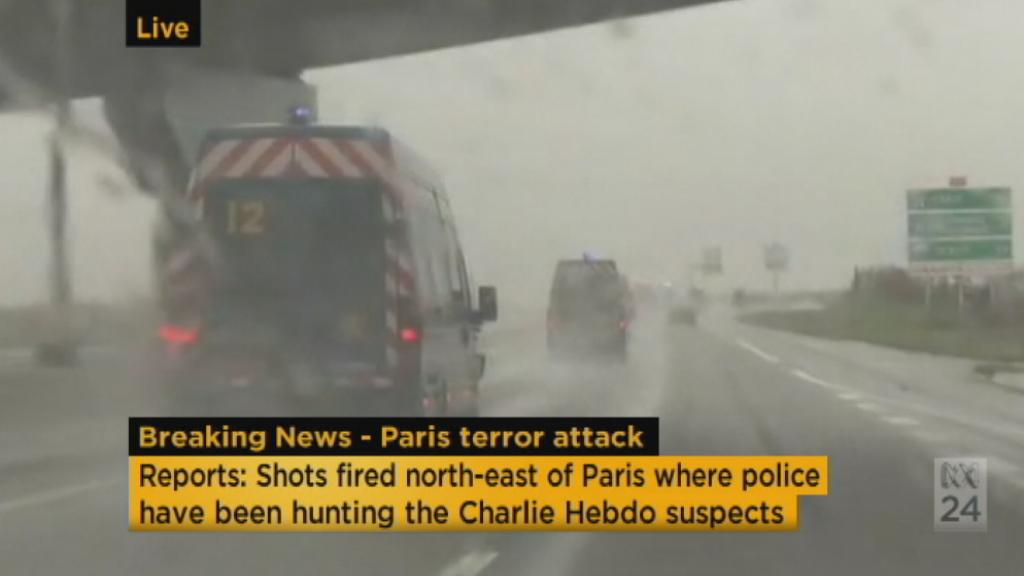 Live
12
Breaking News - Paris terror attack
Reports: Shots fired north-east of Paris where police
have been hunting the Charlie Hebdo suspects
24